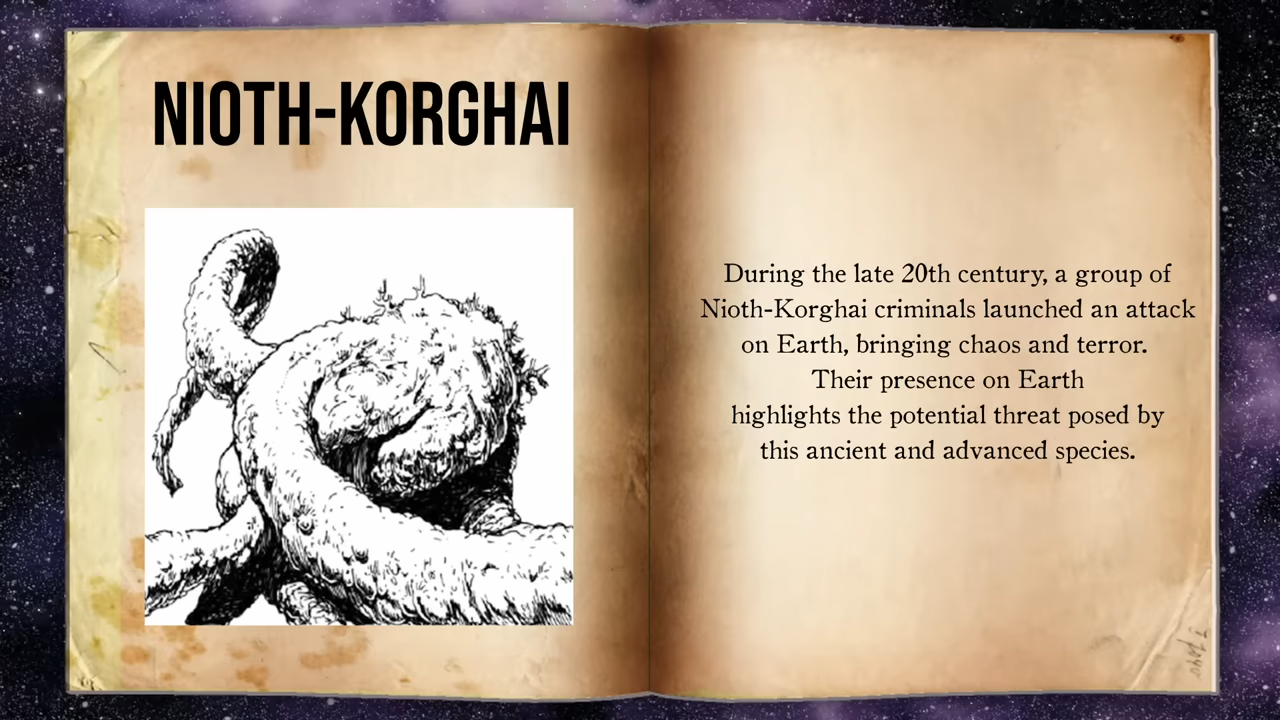 NIOTH-KORGHAI
During the late 20th century, a group of
Nioth-Korghai criminals launched an attack
on Earth, bringing chaos and terror.
Their presence on Earth
highlights the potential threat posed by
this ancient and advanced species.